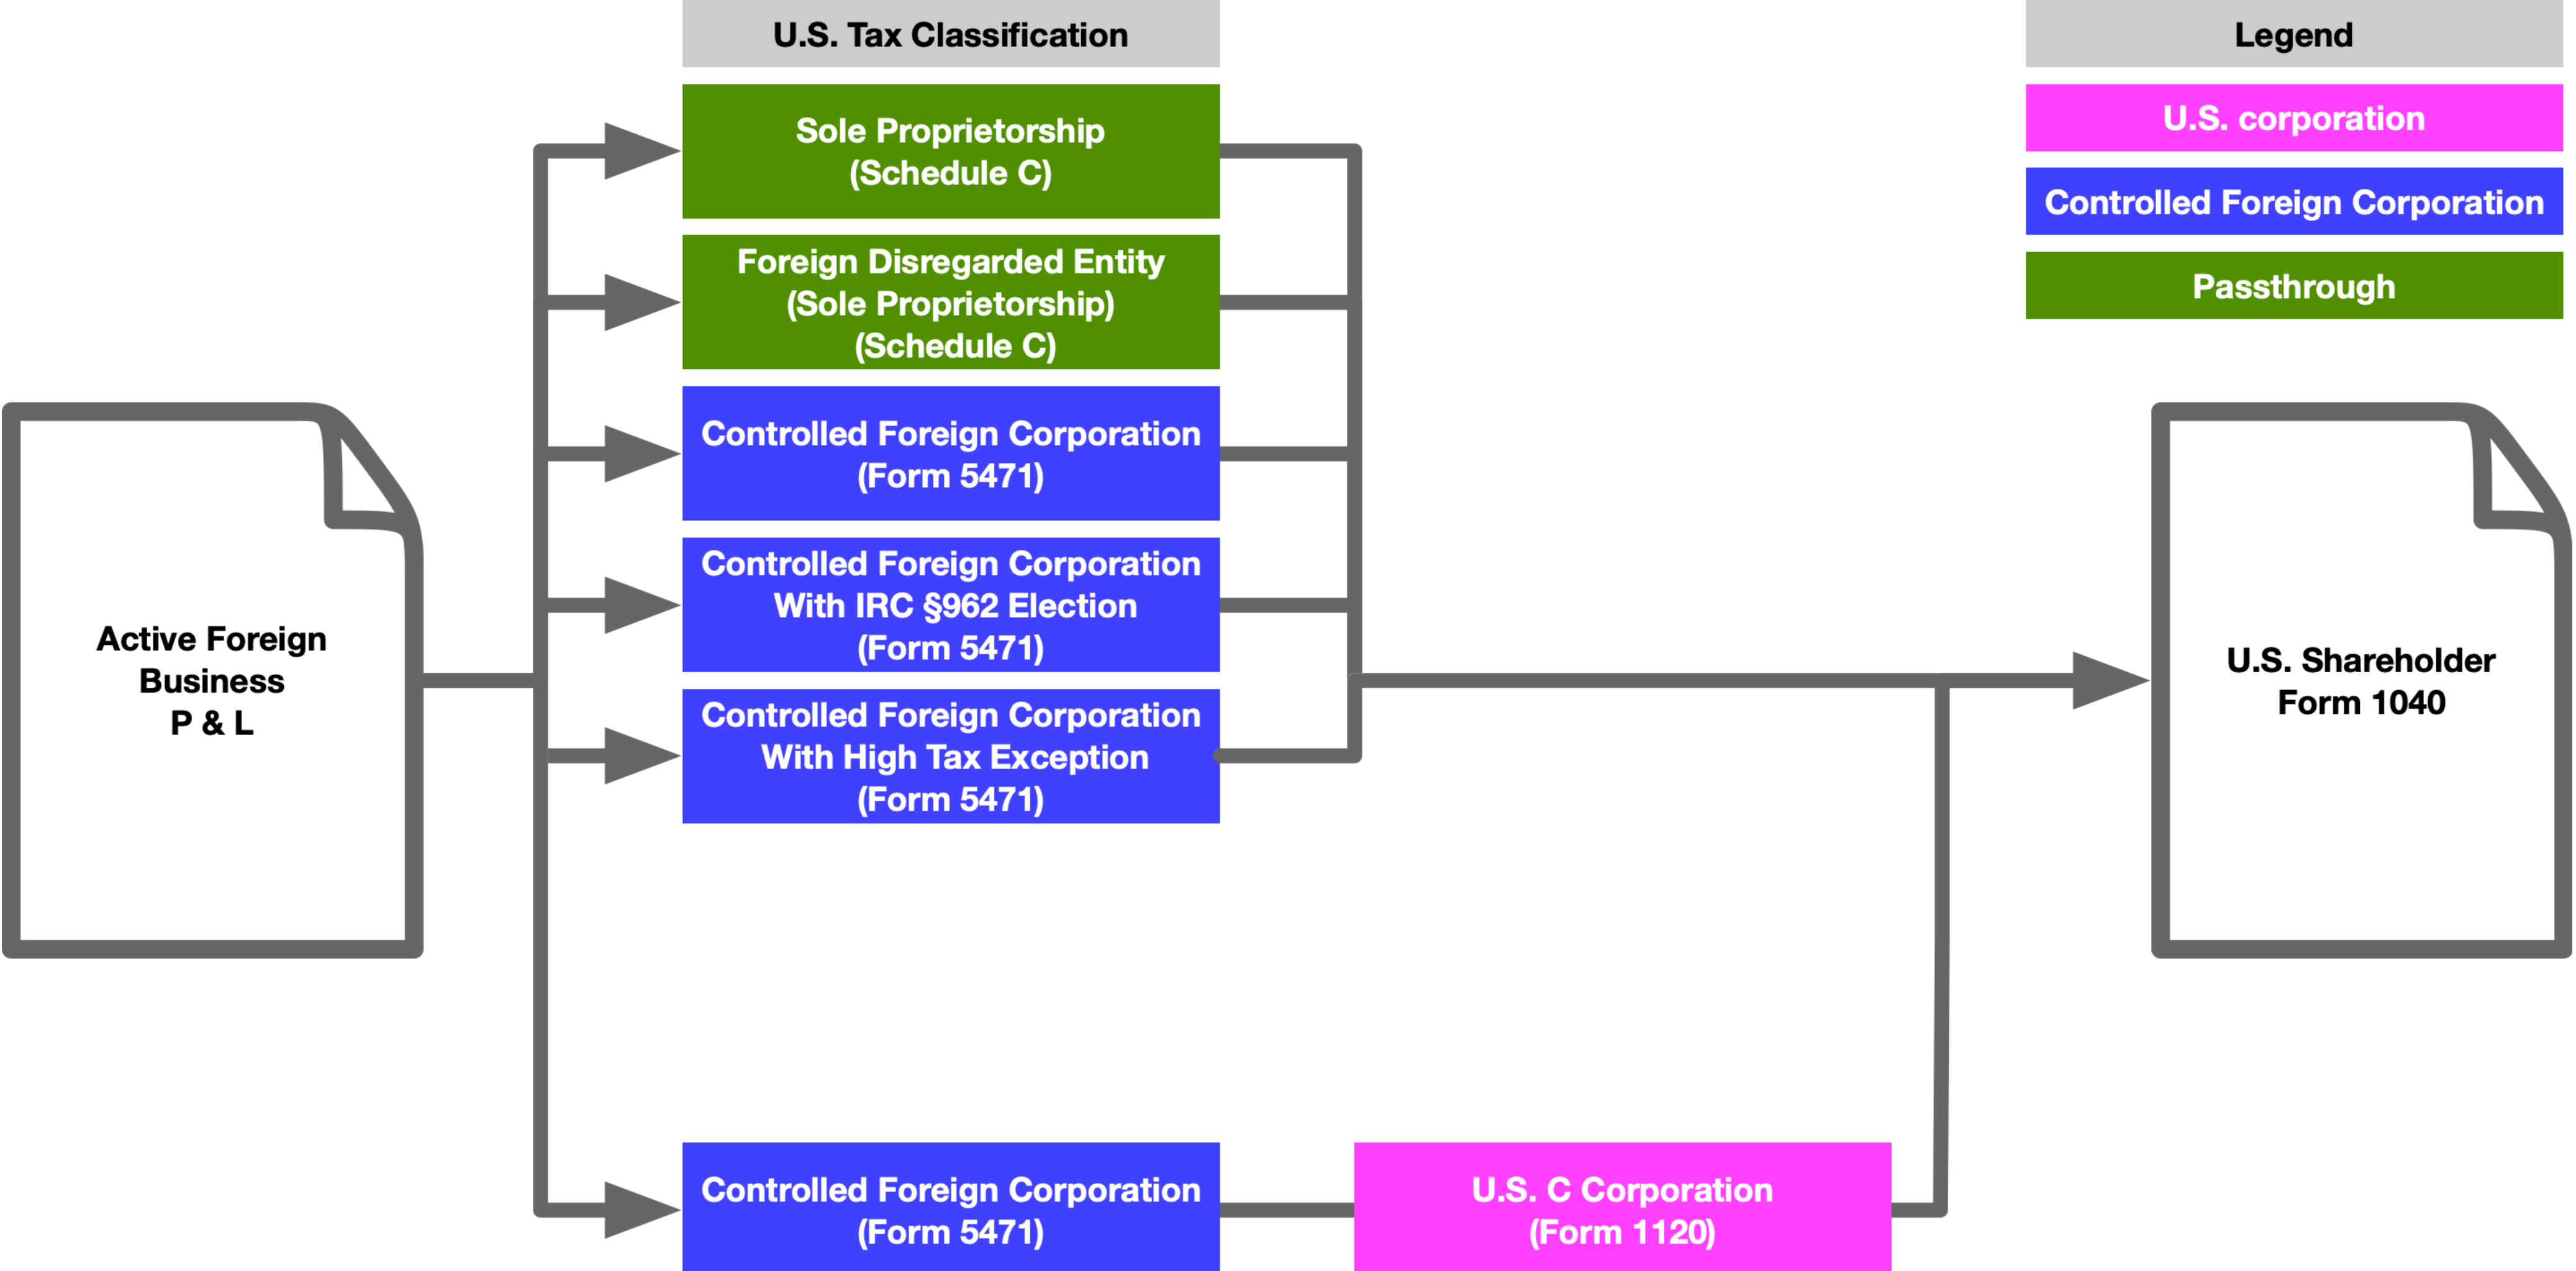 U.S. Tax Classification
Legend
Sole Proprietorship
(Schedule C)
Foreign Disregarded Entity
(Sole Proprietorship)
(Schedule C)
Controlled Foreign Corporation
(Form 5471)
Controlled Foreign Corporation
With IRC §962 Election
(Form 5471)
Controlled Foreign Corporation
With High Tax Exception
(Form 5471)
Controlled Foreign Corporation
(Form 5471)
U.S. C Corporation
(Form 1120)
U.S. corporation
Controlled Foreign Corporation
Passthrough
Active Foreign
Business
P & L
U.S. Shareholder
Form 1040